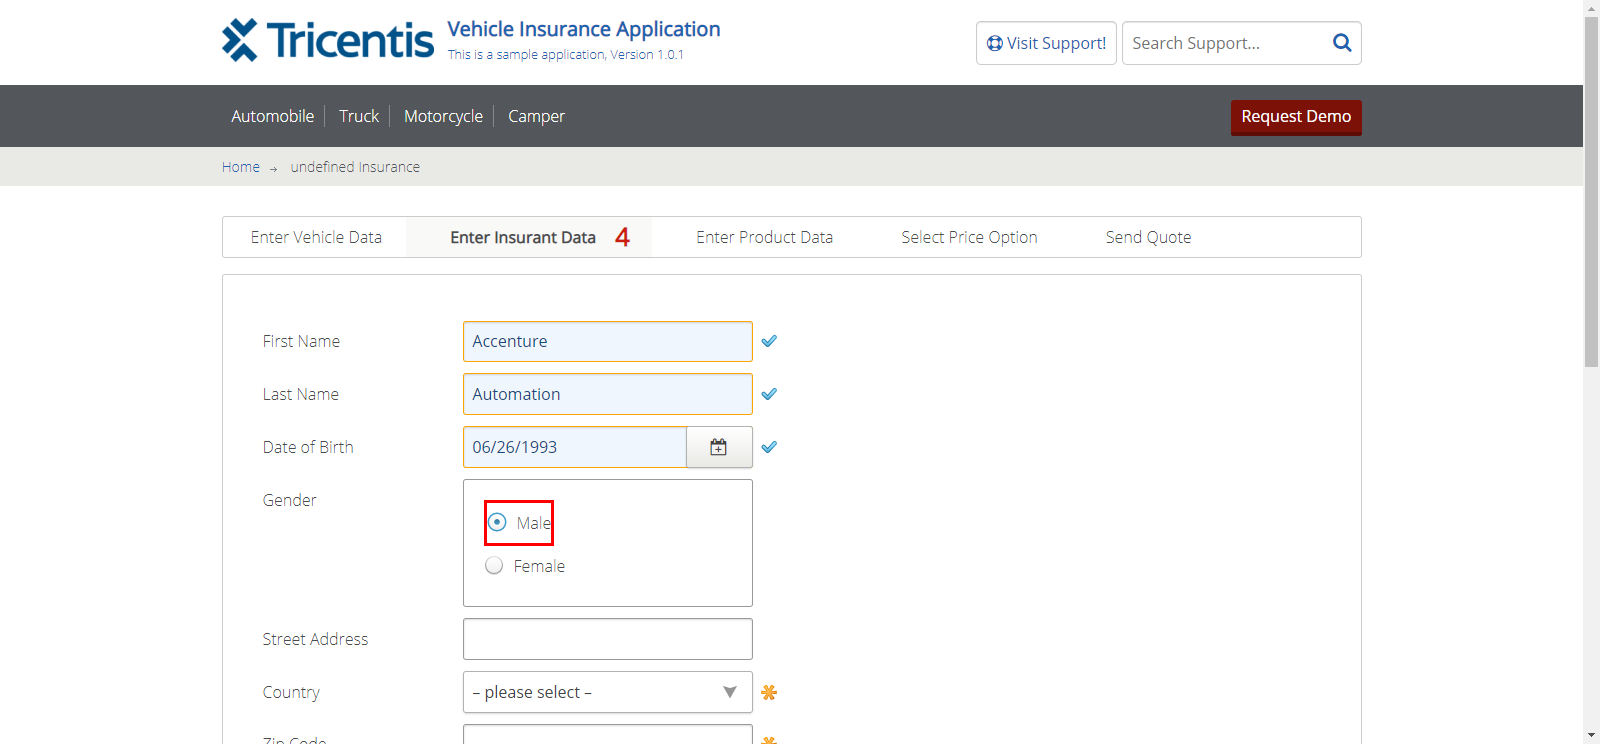 Tricentis
Vehicle Insurance Application
This is a sample application, Version 1.0.1
Visit Support!
Search Support...
Automobile
Truck
Motorcycle
Camper
Request Demo
Home → undefined Insurance
Enter Vehicle Data
Enter Insurant Data 4
Enter Product Data
Select Price Option
Send Quote
First Name
Accenture
Last Name
Automation
Date of Birth
06/26/1993
Gender
Male
Female
Street Address
Country
– please select –
Zip Code